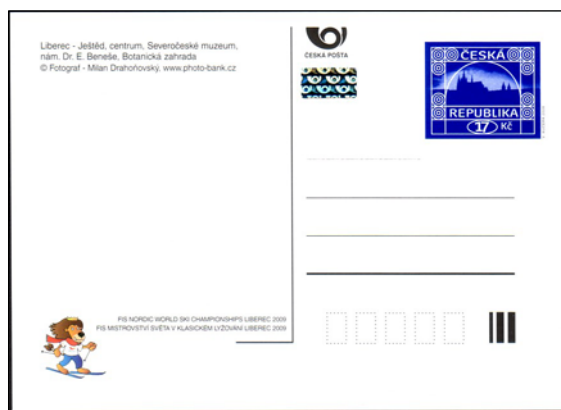 Liberec - Ještěd, centrum, Severočeské muzeum,
nám. Dr. E. Beneše, Botanická zahrada
© Fotograf - Milan Drahoňovský, www.photo-bank.cz
ČESKÁ POŠTA
ČESKÁ
REPUBLIKA
17 Kč
FIS NORDIC WORLD SKI CHAMPIONSHIPS LIBEREC 2009
FIS MISTROVSTVÍ SVĚTA V KLASICKÉM LYŽOVÁNÍ LIBEREC 2009